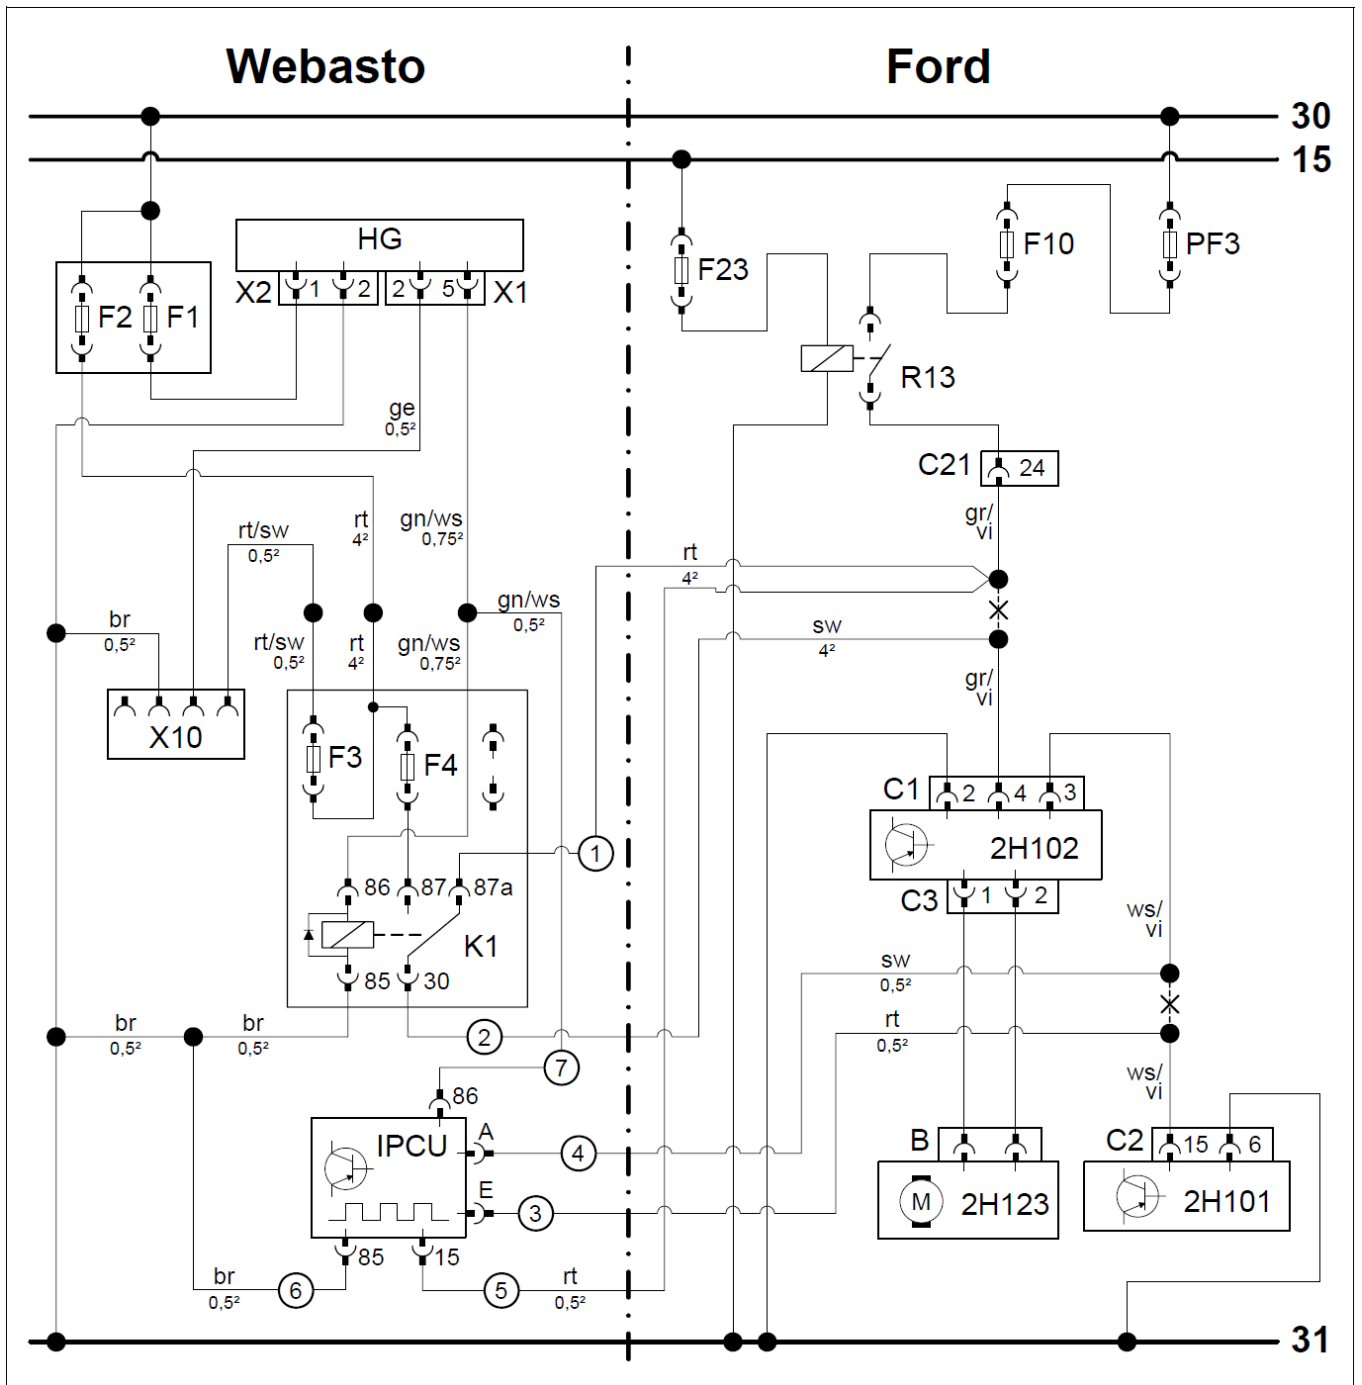 Webasto
Ford
30
15
HG
X2
1
2
2
5
X1
F2
F1
F23
F10
PF3
R13
ge
0,5²
C21
24
rt/sw
0,5²
rt
4²
gn/ws
0,75²
gr/
vi
rt
4²
gn/ws
0,5²
br
0,5²
rt/sw
0,5²
rt
4²
gn/ws
0,75²
sw
4²
gr/
vi
X10
F3
F4
C1
2
4
3
2H102
1
86
87
87a
C3
1
2
K1
ws/
vi
85
30
sw
0,5²
br
0,5²
br
0,5²
2
rt
0,5²
7
86
ws/
vi
IPCU
A
4
B
C2
15
6
E
3
M
2H123
2H101
85
15
br
0,5²
6
5
rt
0,5²
31